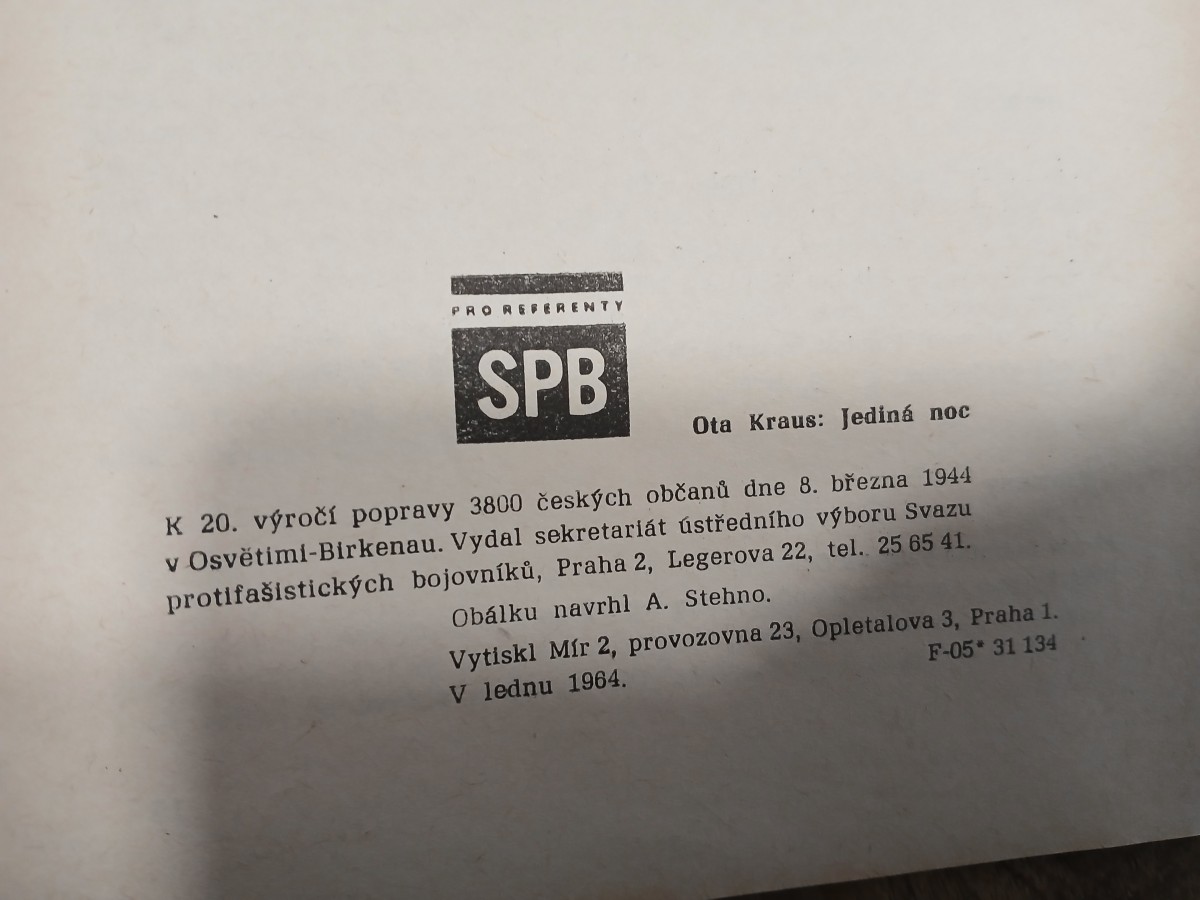 PRO REFERENTY
SPB
Ota Kraus: Jediná noc
K 20. výročí popravy 3800 českých občanů dne 8. března 1944
v Osvětimi-Birkenau. Vydal sekretariát ústředního výboru Svazu
protifašistických bojovníků, Praha 2, Legerova 22, tel. 25 65 41.
Obálku navrhl A. Stehno.
Vytiskl Mír 2, provozovna 23, Opletalova 3, Praha 1.
F-05* 31 134
V lednu 1964.